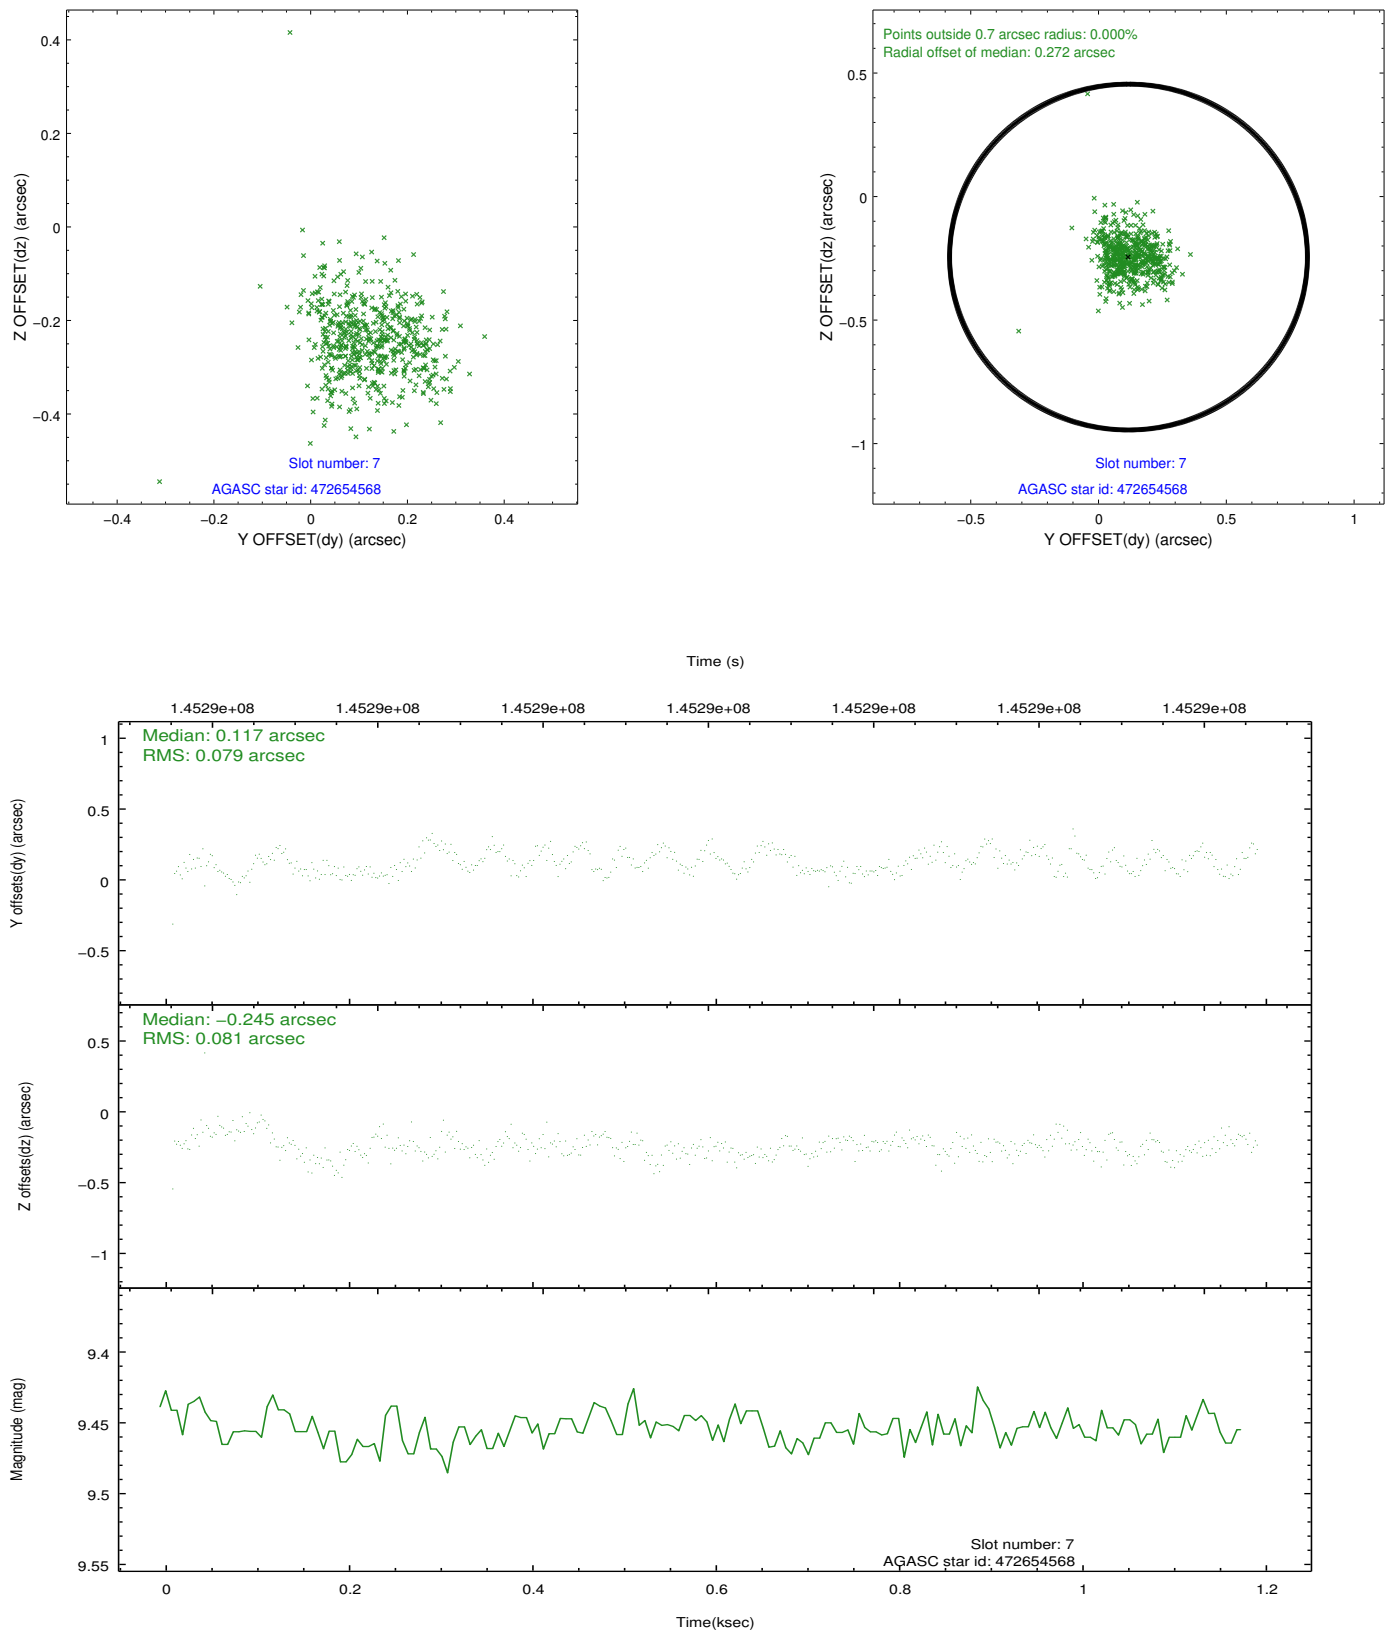 0.4
0.2
0
−0.2
−0.4
Z OFFSET(dz) (arcsec)
Slot number: 7
AGASC star id: 472654568
−0.4
−0.2
0
0.2
0.4
Y OFFSET(dy) (arcsec)
Points outside 0.7 arcsec radius: 0.000%
Radial offset of median: 0.272 arcsec
0.5
0
−0.5
−1
Z OFFSET(dz) (arcsec)
Slot number: 7
AGASC star id: 472654568
−0.5
0
0.5
1
Y OFFSET(dy) (arcsec)
Time (s)
1.4529e+08
1.4529e+08
1.4529e+08
1.4529e+08
1.4529e+08
1.4529e+08
1.4529e+08
Median: 0.117 arcsec
RMS: 0.079 arcsec
1
0.5
0
−0.5
Y offsets(dy) (arcsec)
Median: −0.245 arcsec
RMS: 0.081 arcsec
0.5
0
−0.5
−1
Z offsets(dz) (arcsec)
9.4
9.45
9.5
9.55
Magnitude (mag)
Slot number: 7
AGASC star id: 472654568
0
0.2
0.4
0.6
0.8
1
1.2
Time(ksec)